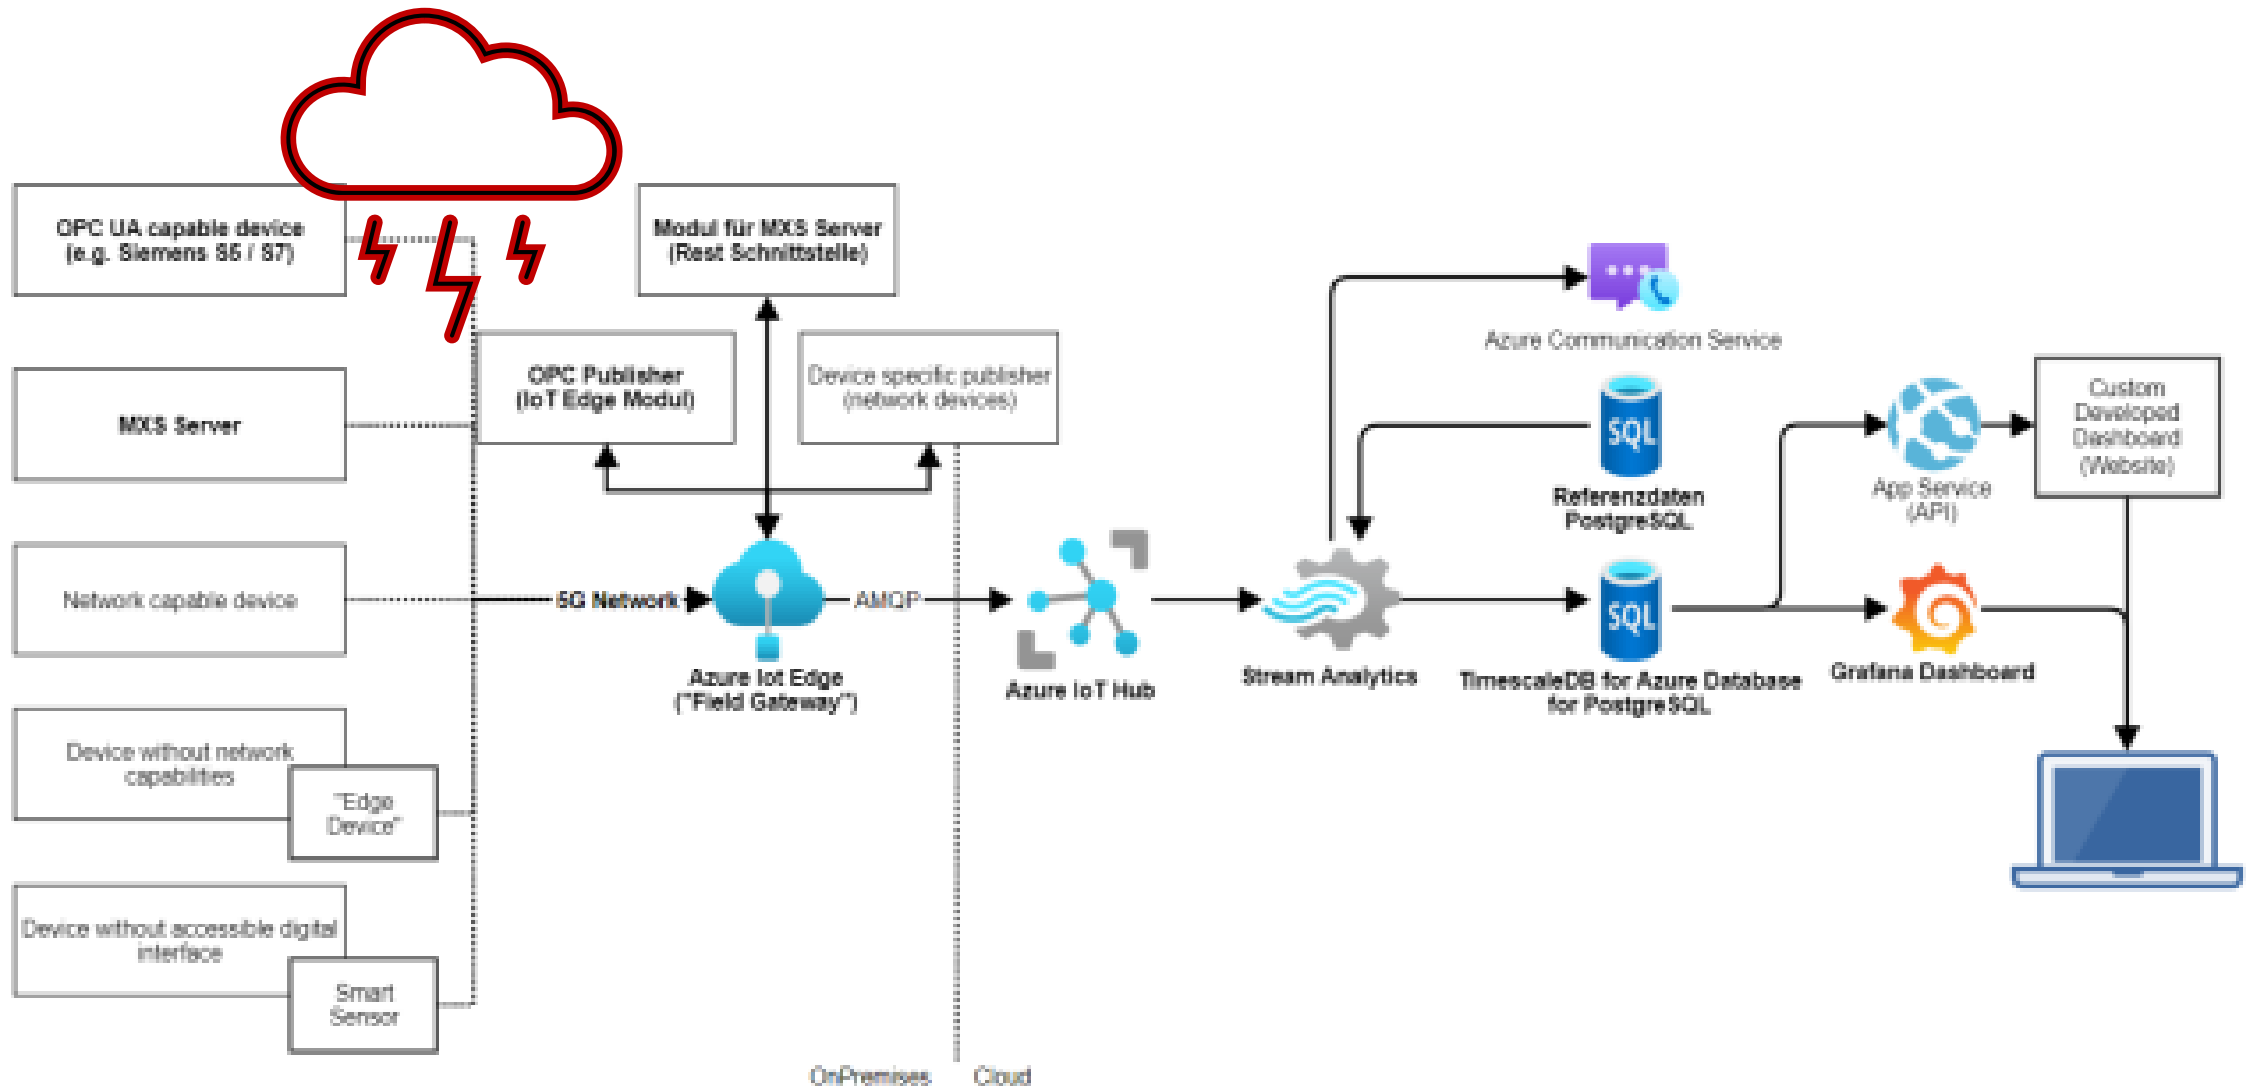 OPC UA capable device
(e.g. Siemens S5 / S7)
MXS Server
Network capable device
Device without network
capabilities
"Edge
Device"
Device without accessible digital
interface
Smart
Sensor
Modul für MXS Server
(Rest Schnittstelle)
OPC Publisher
(IoT Edge Modul)
Device specific publisher
(network devices)
5G Network
Azure Iot Edge
("Field Gateway")
AMQP
OnPremises
Cloud
Azure IoT Hub
Stream Analytics
Azure Communication Service
SQL
Referenzdaten
PostgreSQL
SQL
TimescaleDB for Azure Database
for PostgreSQL
App Service
(API)
Grafana Dashboard
Custom
Developed
Dashboard
(Website)